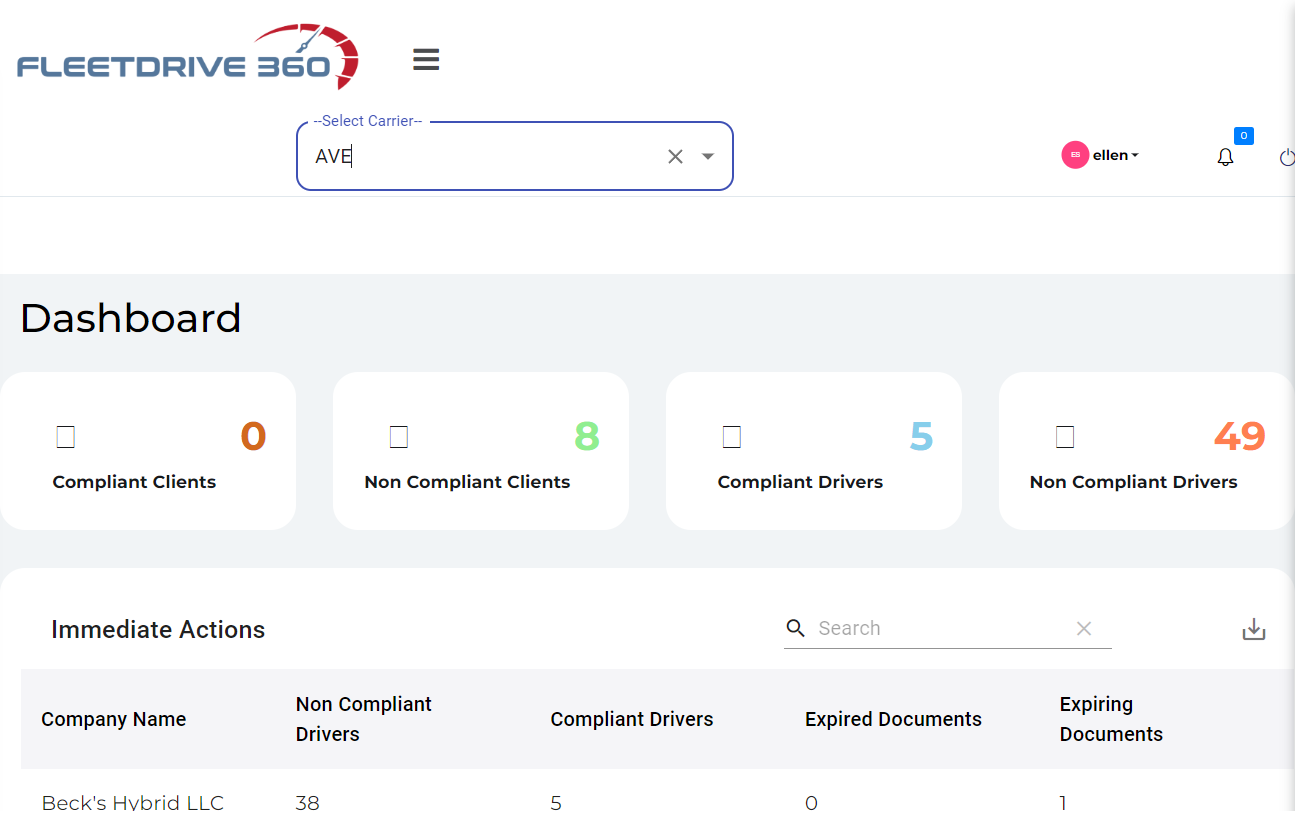 FLEETDRIVE 360
--Select Carrier--
AVE
0
EB ellen
Dashboard
0
8
5
49
Compliant Clients
Non Compliant Clients
Compliant Drivers
Non Compliant Drivers
Immediate Actions
Search
Company Name
Non Compliant Drivers
Compliant Drivers
Expired Documents
Expiring Documents
Beck's Hybrid LLC 38 5 0 1